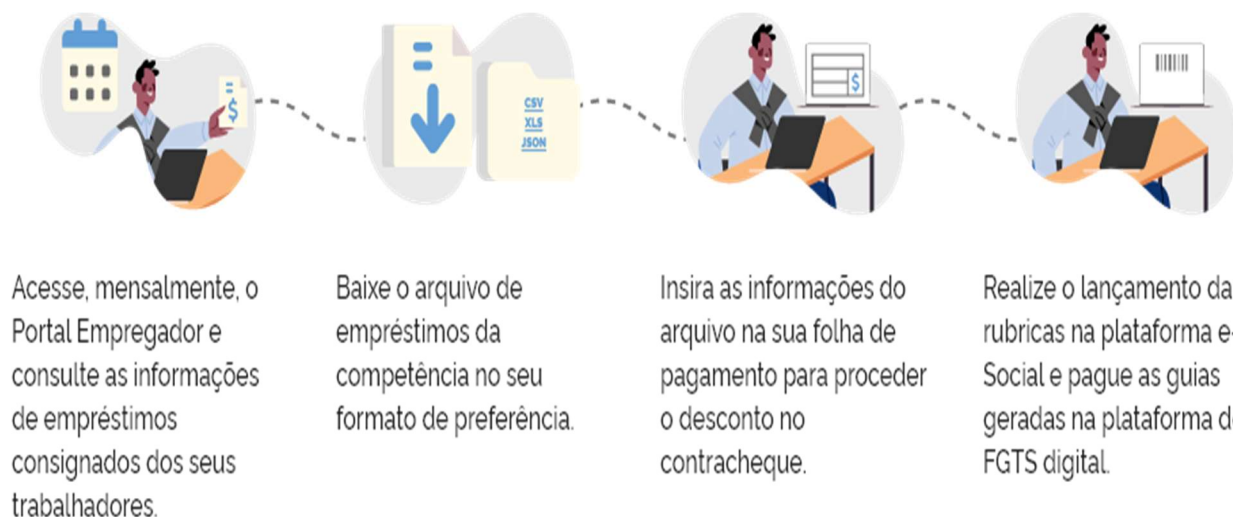 CSV
XLS
JSON
Acesse, mensalmente, o
Portal Empregador e
consulte as informações
de empréstimos
consignados dos seus
trabalhadores.
Baixe o arquivo de
empréstimos da
competência no seu
formato de preferência.
Insira as informações do
arquivo na sua folha de
pagamento para proceder
o desconto no
contracheque.
Realize o lançamento da
rubricas na plataforma e-
Social e pague as guias
geradas na plataforma d
FGTS digital.